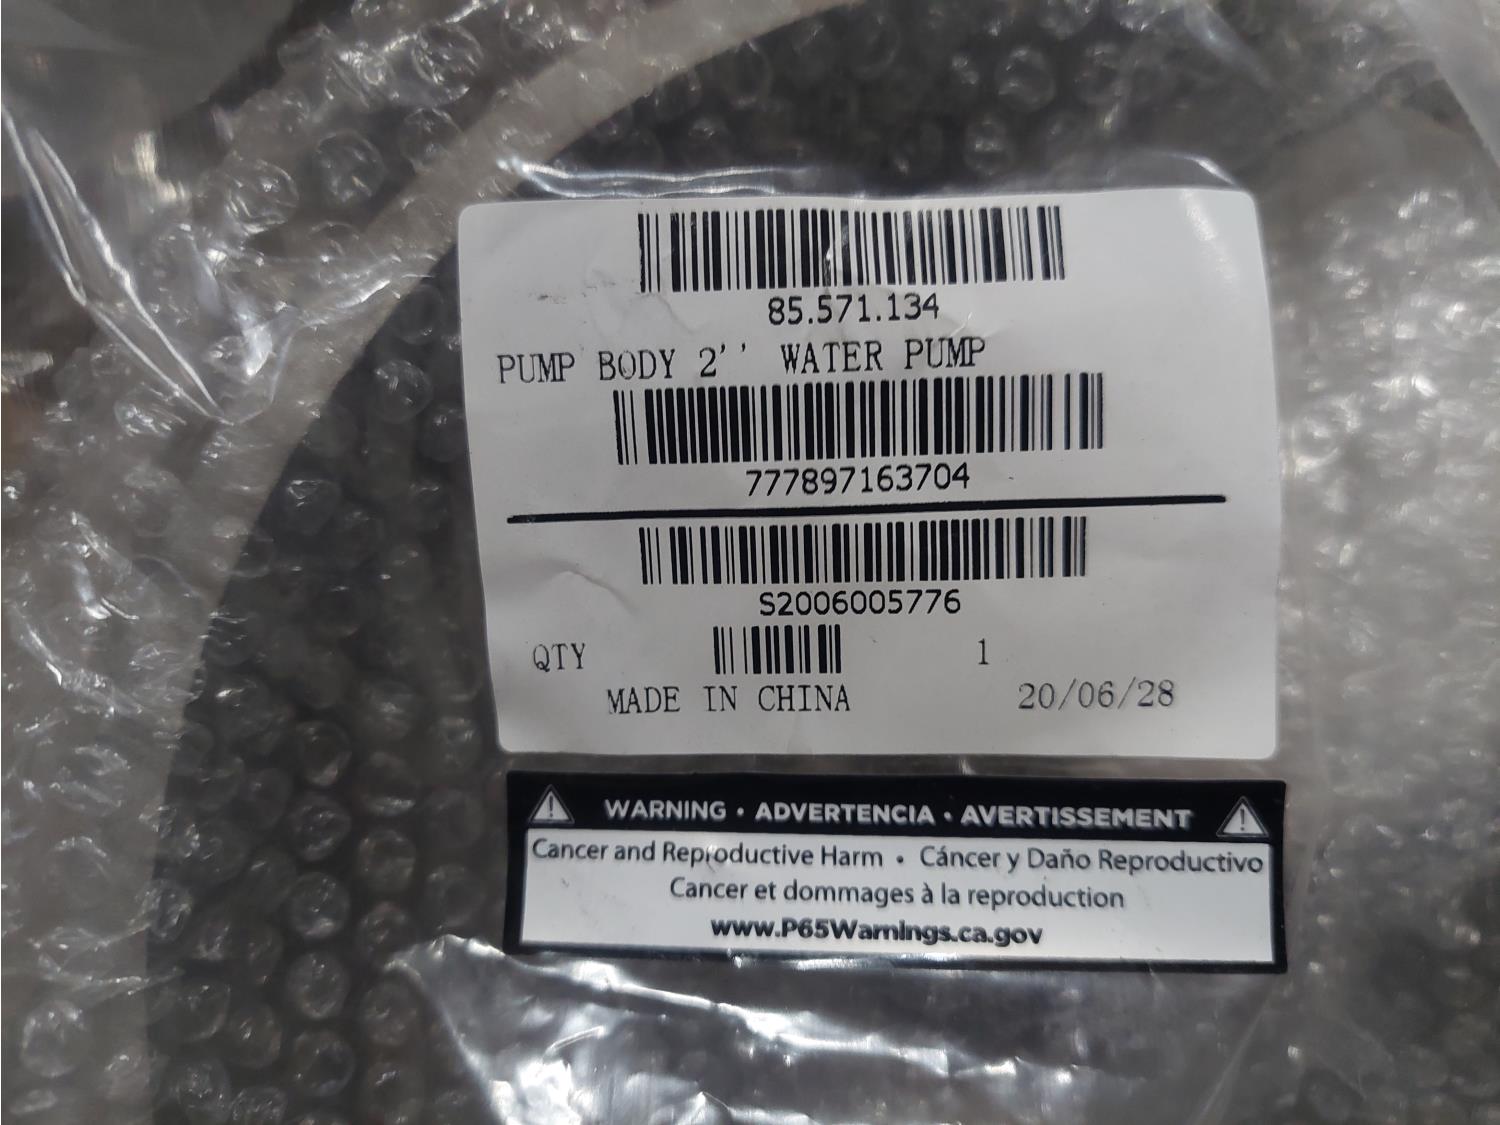 85.571.134
PUMP BODY 2'' WATER PUMP
777897163704
S2006005776
QTY 1
MADE IN CHINA 20/06/28
WARNING • ADVERTENCIA • AVERTISSEMENT
Cancer and Reproductive Harm • Cáncer y Daño Reproductivo
Cancer et dommages à la reproduction
www.P65Warnings.ca.gov